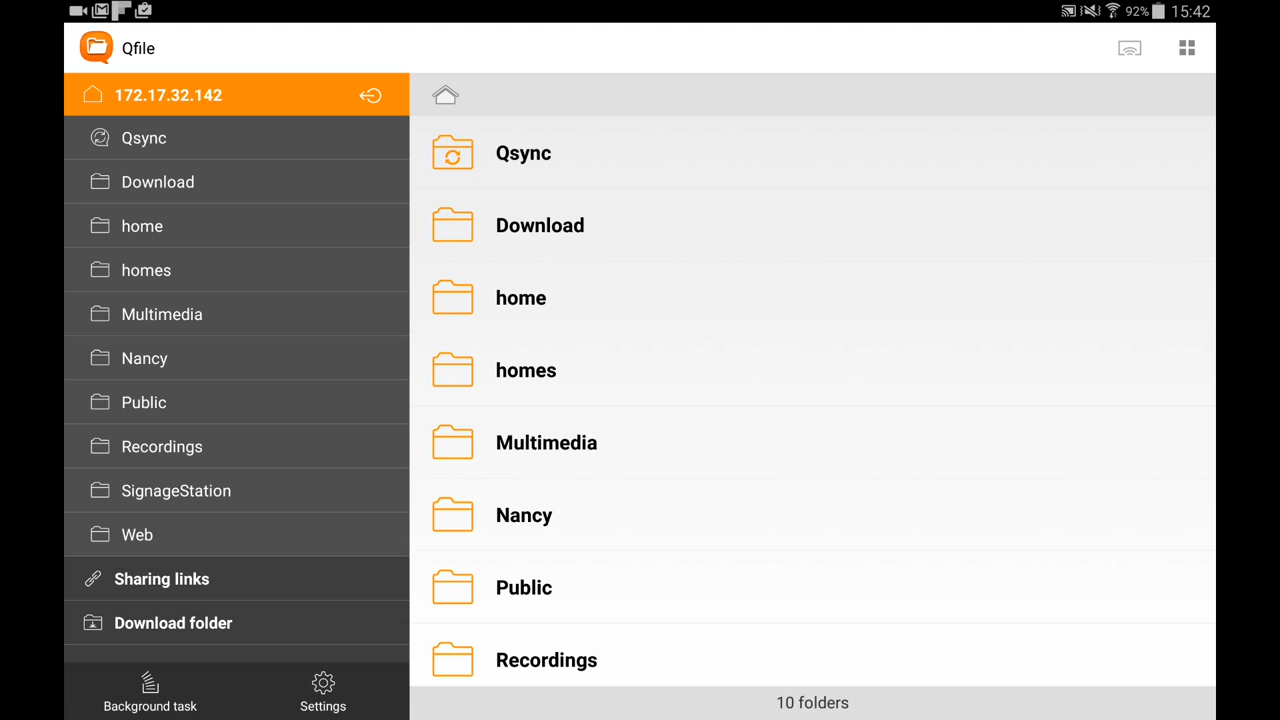 92% 15:42
Qfile
172.17.32.142
Qsync
Download
home
homes
Multimedia
Nancy
Public
Recordings
SignageStation
Web
Sharing links
Download folder
Background task
Settings
Qsync
Download
home
homes
Multimedia
Nancy
Public
Recordings
10 folders